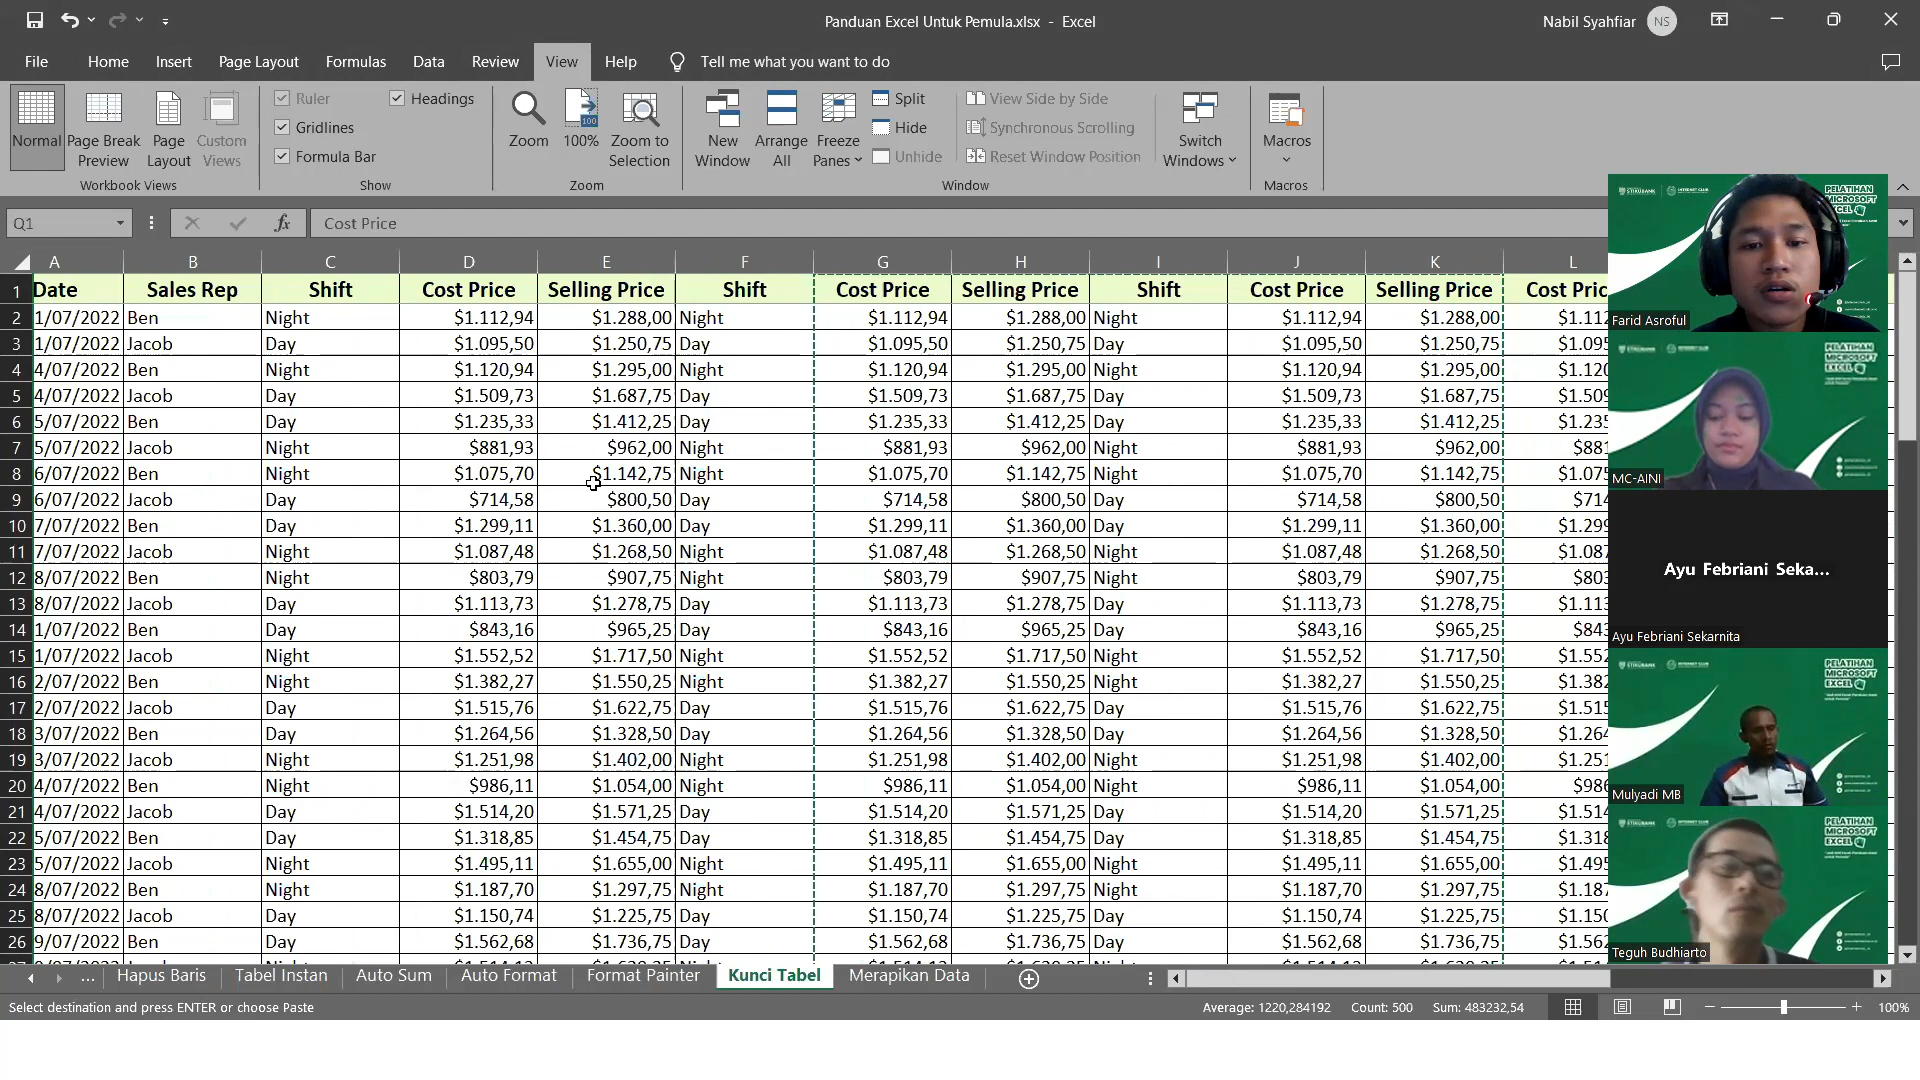 Panduan Excel Untuk Pemula.xlsx - Excel
Nabil Syahfiar NS
File Home Insert Page Layout Formulas Data Review View Help Tell me what you want to do
Normal
Page Break Preview
Page Layout
Custom Views
Workbook Views
Ruler
Headings
Gridlines
Formula Bar
Show
Zoom
100%
Zoom to Selection
Zoom
New Window
Arrange All
Freeze Panes
Split
Hide
Unhide
View Side by Side
Synchronous Scrolling
Reset Window Position
Window
Switch Windows
Macros
Macros
Q1 fx Cost Price
A B C D E F G H I J K L
1 Date Sales Rep Shift Cost Price Selling Price Shift Cost Price Selling Price Shift Cost Price Selling Price Cost Pric
2 1/07/2022 Ben Night $1.112,94 $1.288,00 Night $1.112,94 $1.288,00 Night $1.112,94 $1.288,00 $1.112
3 1/07/2022 Jacob Day $1.095,50 $1.250,75 Day $1.095,50 $1.250,75 Day $1.095,50 $1.250,75 $1.095
4 4/07/2022 Ben Night $1.120,94 $1.295,00 Night $1.120,94 $1.295,00 Night $1.120,94 $1.295,00 $1.120
5 4/07/2022 Jacob Day $1.509,73 $1.687,75 Day $1.509,73 $1.687,75 Day $1.509,73 $1.687,75 $1.509
6 5/07/2022 Ben Day $1.235,33 $1.412,25 Day $1.235,33 $1.412,25 Day $1.235,33 $1.412,25 $1.235
7 5/07/2022 Jacob Night $881,93 $962,00 Night $881,93 $962,00 Night $881,93 $962,00 $881
8 6/07/2022 Ben Night $1.075,70 $1.142,75 Night $1.075,70 $1.142,75 Night $1.075,70 $1.142,75 $1.075
9 6/07/2022 Jacob Day $714,58 $800,50 Day $714,58 $800,50 Day $714,58 $800,50 $714
10 7/07/2022 Ben Day $1.299,11 $1.360,00 Day $1.299,11 $1.360,00 Day $1.299,11 $1.360,00 $1.299
11 7/07/2022 Jacob Night $1.087,48 $1.268,50 Night $1.087,48 $1.268,50 Night $1.087,48 $1.268,50 $1.087
12 8/07/2022 Ben Night $803,79 $907,75 Night $803,79 $907,75 Night $803,79 $907,75 $803
13 8/07/2022 Jacob Day $1.113,73 $1.278,75 Day $1.113,73 $1.278,75 Day $1.113,73 $1.278,75 $1.113
14 1/07/2022 Ben Day $843,16 $965,25 Day $843,16 $965,25 Day $843,16 $965,25 $843
15 1/07/2022 Jacob Night $1.552,52 $1.717,50 Night $1.552,52 $1.717,50 Night $1.552,52 $1.717,50 $1.552
16 2/07/2022 Ben Night $1.382,27 $1.550,25 Night $1.382,27 $1.550,25 Night $1.382,27 $1.550,25 $1.382
17 2/07/2022 Jacob Day $1.515,76 $1.622,75 Day $1.515,76 $1.622,75 Day $1.515,76 $1.622,75 $1.515
18 3/07/2022 Ben Day $1.264,56 $1.328,50 Day $1.264,56 $1.328,50 Day $1.264,56 $1.328,50 $1.264
19 3/07/2022 Jacob Night $1.251,98 $1.402,00 Night $1.251,98 $1.402,00 Night $1.251,98 $1.402,00 $1.251
20 4/07/2022 Ben Night $986,11 $1.054,00 Night $986,11 $1.054,00 Night $986,11 $1.054,00 $986
21 4/07/2022 Jacob Day $1.514,20 $1.571,25 Day $1.514,20 $1.571,25 Day $1.514,20 $1.571,25 $1.514
22 5/07/2022 Ben Day $1.318,85 $1.454,75 Day $1.318,85 $1.454,75 Day $1.318,85 $1.454,75 $1.318
23 5/07/2022 Jacob Night $1.495,11 $1.655,00 Night $1.495,11 $1.655,00 Night $1.495,11 $1.655,00 $1.495
24 8/07/2022 Ben Night $1.187,70 $1.297,75 Night $1.187,70 $1.297,75 Night $1.187,70 $1.297,75 $1.187
25 8/07/2022 Jacob Day $1.150,74 $1.225,75 Day $1.150,74 $1.225,75 Day $1.150,74 $1.225,75 $1.150
26 9/07/2022 Ben Day $1.562,68 $1.736,75 Day $1.562,68 $1.736,75 Day $1.562,68 $1.736,75 $1.562
PELATIHAN MICROSOFT EXCEL
Farid Asroful
PELATIHAN MICROSOFT EXCEL
MC-AINI
Ayu Febriani Seka...
Ayu Febriani Sekarnita
PELATIHAN MICROSOFT EXCEL
Mulyadi MB
PELATIHAN MICROSOFT EXCEL
Teguh Budhiarto
... Hapus Baris Tabel Instan Auto Sum Auto Format Format Painter Kunci Tabel Merapikan Data
Select destination and press ENTER or choose Paste Average: 1220,284192 Count: 500 Sum: 483232,54 100%